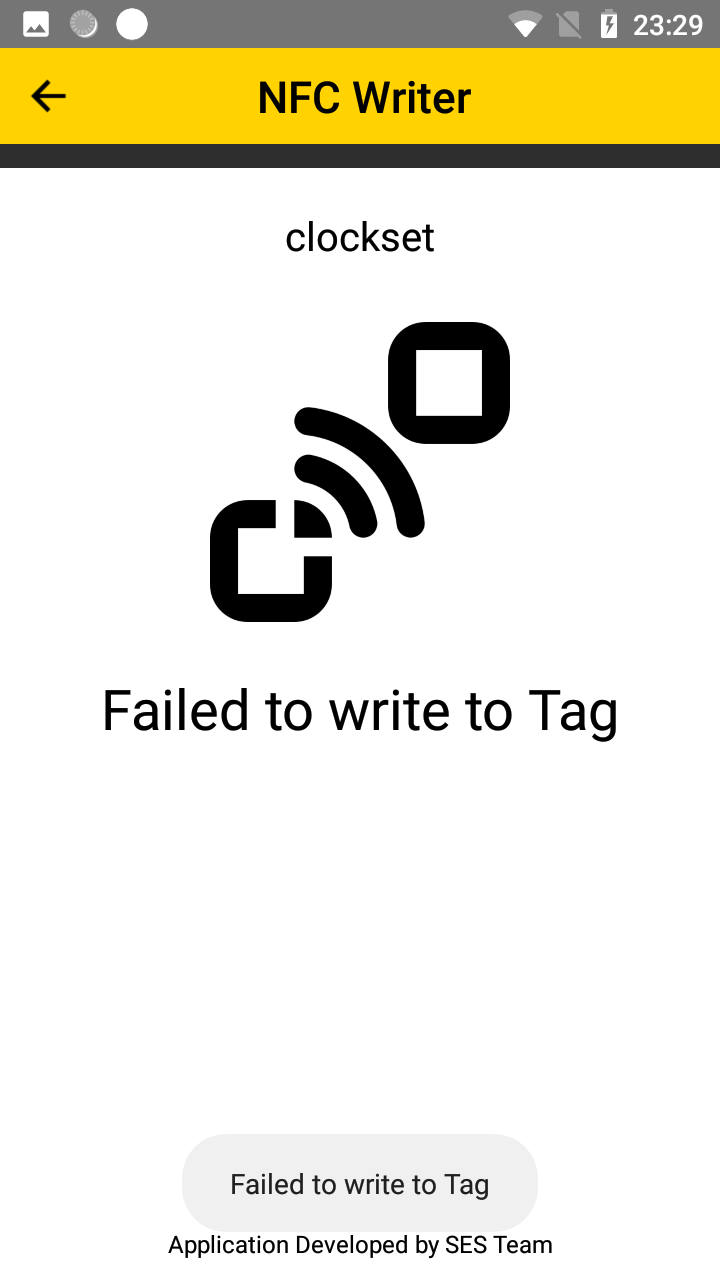 23:29
NFC Writer
clockset
Failed to write to Tag
Failed to write to Tag
Application Developed by SES Team